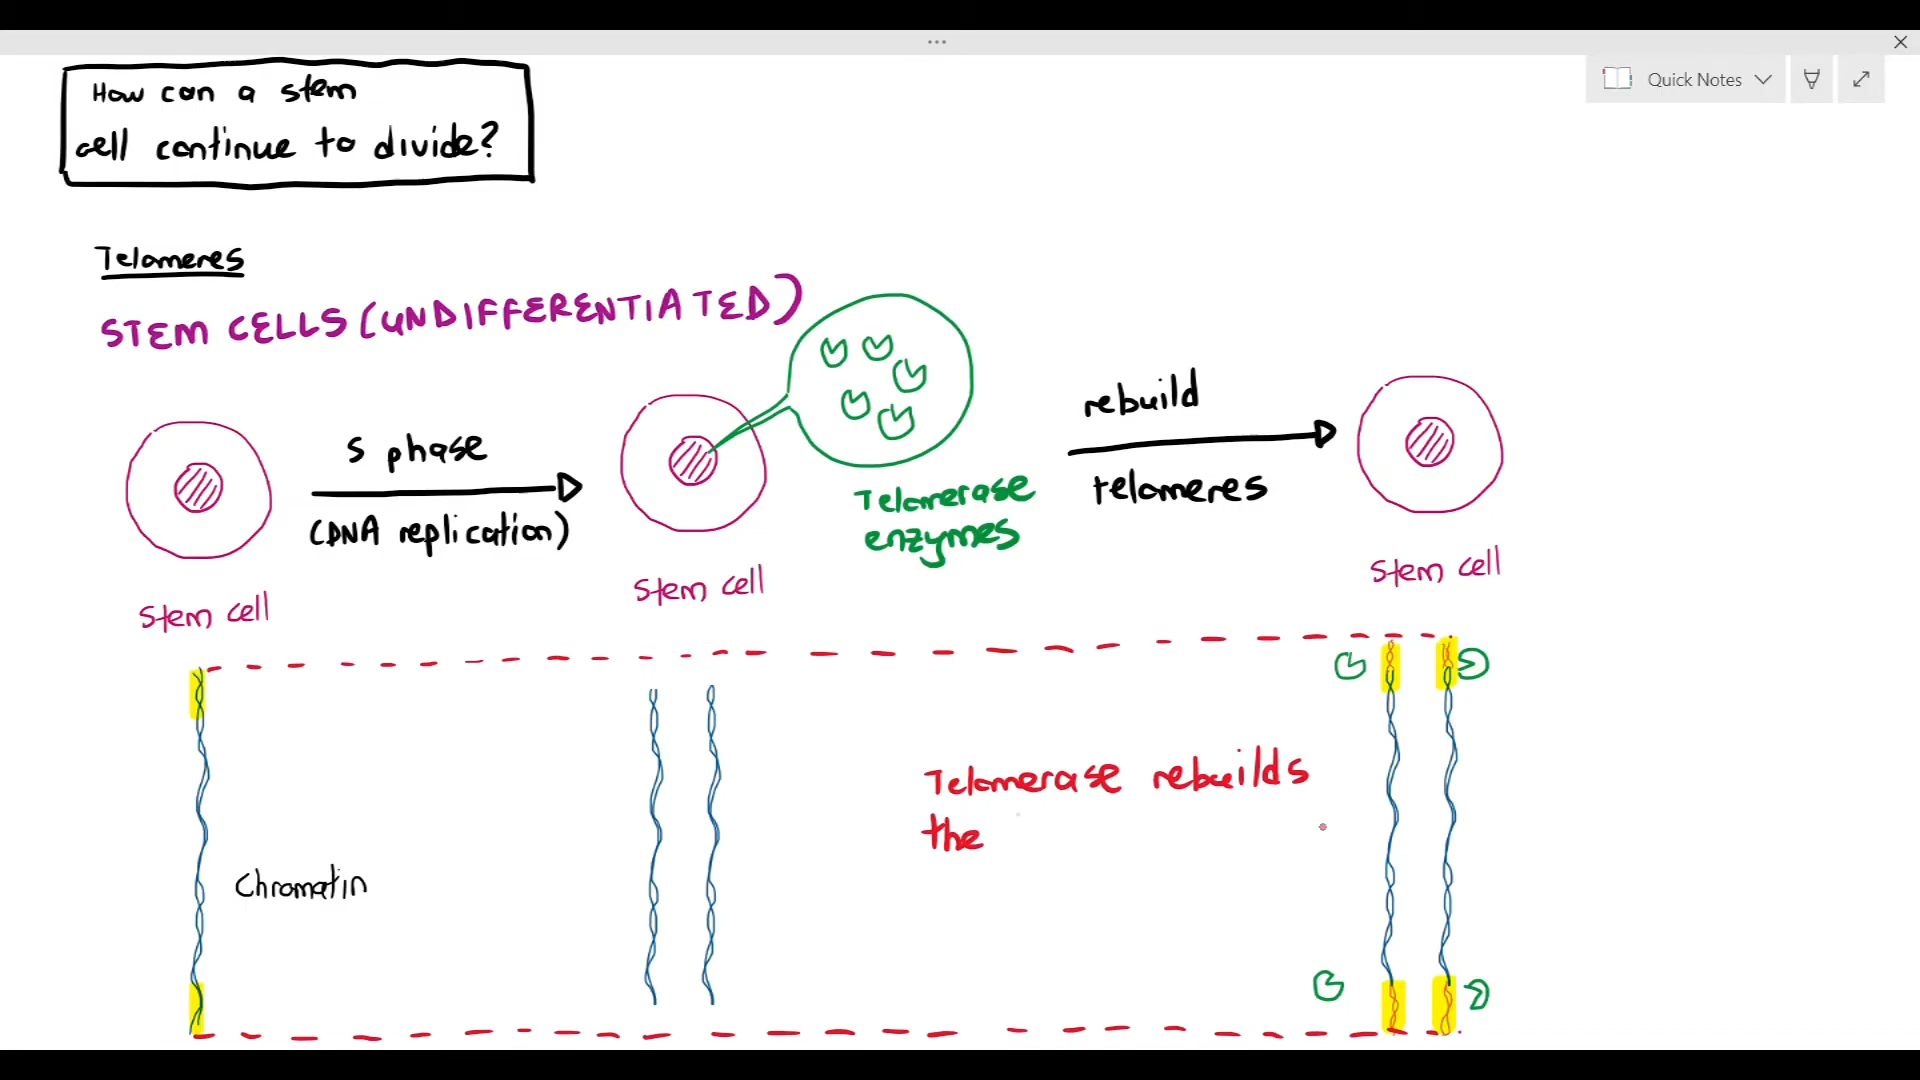 How can a stem
cell continue to divide?
Quick Notes
Telomeres
STEM CELLS (UNDIFFERENTIATED)
S phase
(DNA replication)
Telomerase
enzymes
rebuild
telomeres
Stem cell
Stem cell
Stem cell
Telomerase rebuilds
the
Chromatin